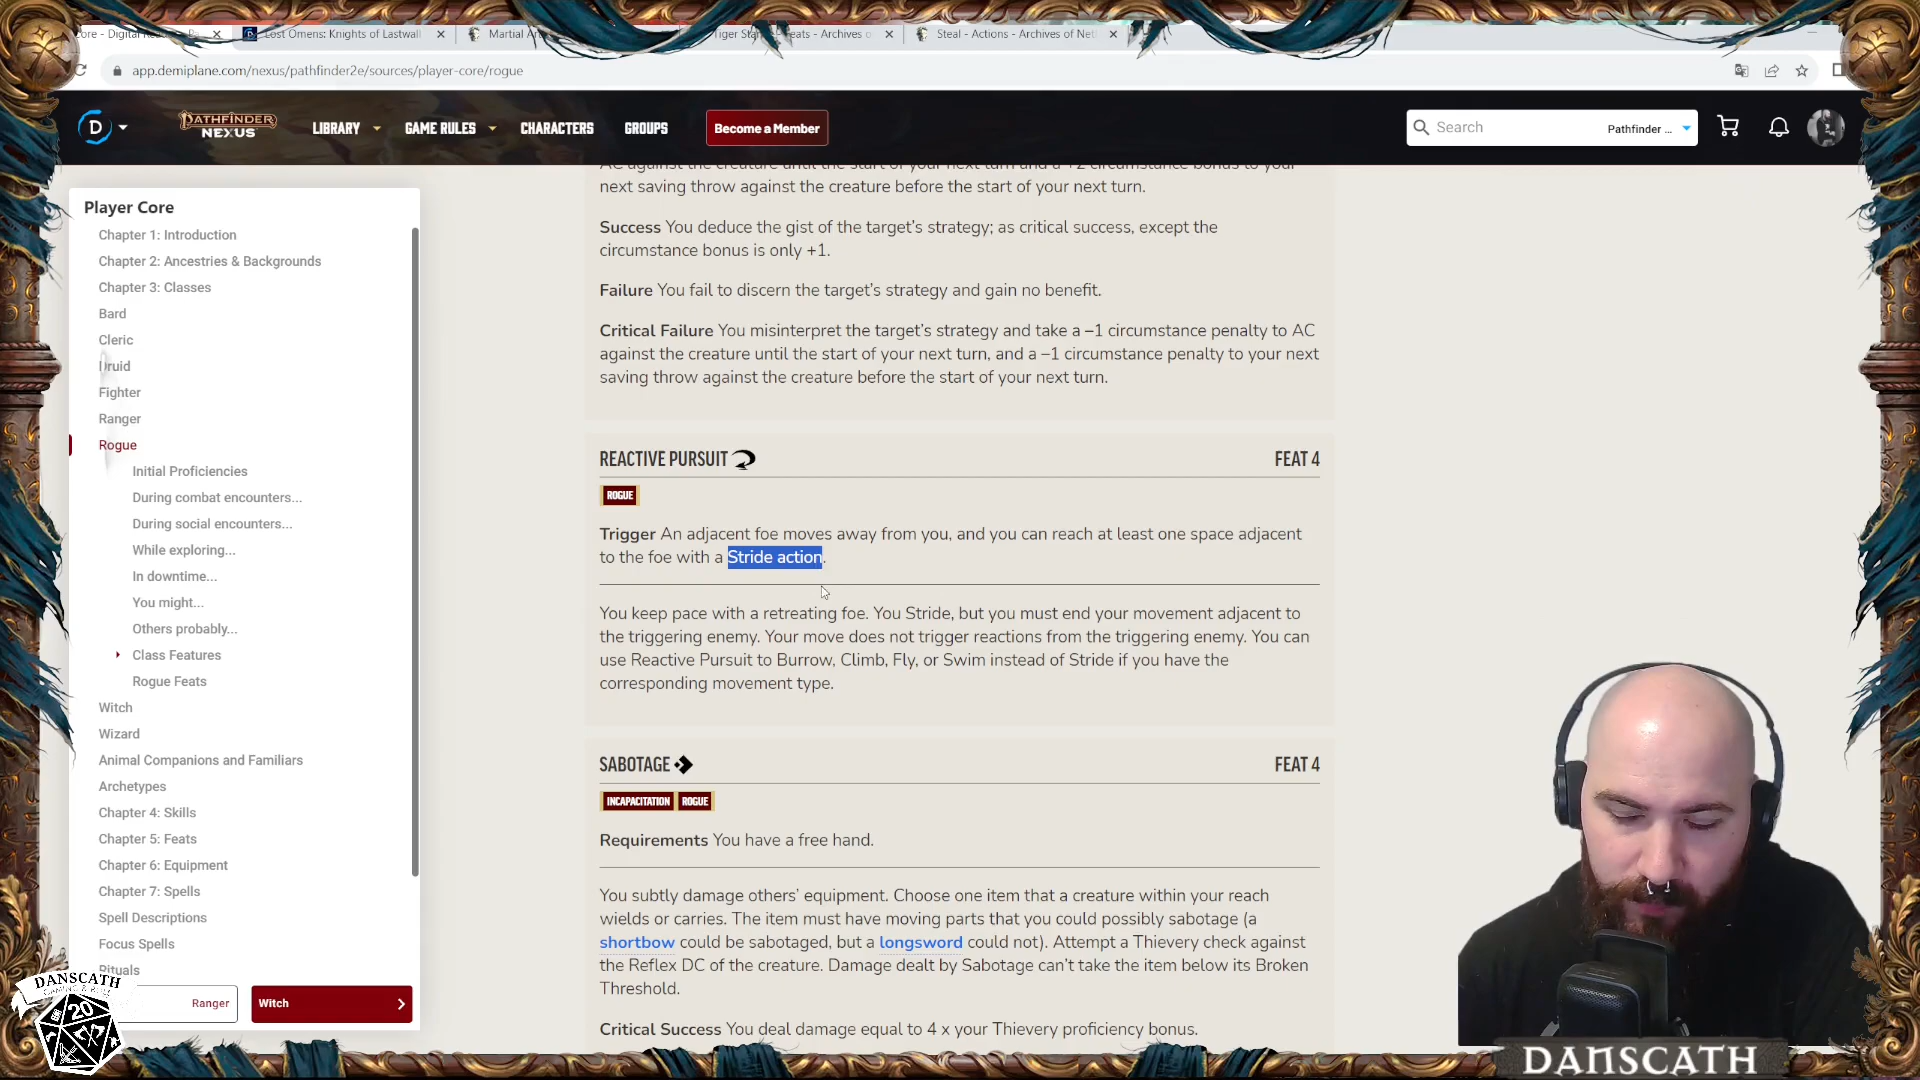 Core - Digital Re
Lost Omens: Knights of Lastwall
Martial Ar
Tiger Stan
eats - Archives o
Steal - Actions - Archives of Neth
app.demiplane.com/nexus/pathfinder2e/sources/player-core/rogue
D
PATHFINDER
NEXUS
LIBRARY
GAME RULES
CHARACTERS
GROUPS
Become a Member
Search
Pathfinder ...
Player Core
Chapter 1: Introduction
Chapter 2: Ancestries & Backgrounds
Chapter 3: Classes
Bard
Cleric
Druid
Fighter
Ranger
Rogue
Initial Proficiencies
During combat encounters...
During social encounters...
While exploring...
In downtime...
You might...
Others probably...
Class Features
Rogue Feats
Witch
Wizard
Animal Companions and Familiars
Archetypes
Chapter 4: Skills
Chapter 5: Feats
Chapter 6: Equipment
Chapter 7: Spells
Spell Descriptions
Focus Spells
Rituals
Ranger
Witch
AC against the creature until the start of your next turn and a +2 circumstance bonus to your
next saving throw against the creature before the start of your next turn.
Success You deduce the gist of the target's strategy; as critical success, except the
circumstance bonus is only +1.
Failure You fail to discern the target's strategy and gain no benefit.
Critical Failure You misinterpret the target's strategy and take a –1 circumstance penalty to AC
against the creature until the start of your next turn, and a –1 circumstance penalty to your next
saving throw against the creature before the start of your next turn.
REACTIVE PURSUIT
FEAT 4
ROGUE
Trigger An adjacent foe moves away from you, and you can reach at least one space adjacent
to the foe with a Stride action.
You keep pace with a retreating foe. You Stride, but you must end your movement adjacent to
the triggering enemy. Your move does not trigger reactions from the triggering enemy. You can
use Reactive Pursuit to Burrow, Climb, Fly, or Swim instead of Stride if you have the
corresponding movement type.
SABOTAGE
FEAT 4
INCAPACITATION ROGUE
Requirements You have a free hand.
You subtly damage others' equipment. Choose one item that a creature within your reach
wields or carries. The item must have moving parts that you could possibly sabotage (a
shortbow could be sabotaged, but a longsword could not). Attempt a Thievery check against
the Reflex DC of the creature. Damage dealt by Sabotage can't take the item below its Broken
Threshold.
Critical Success You deal damage equal to 4 x your Thievery proficiency bonus.
DANSCATH
20
DANSCATH